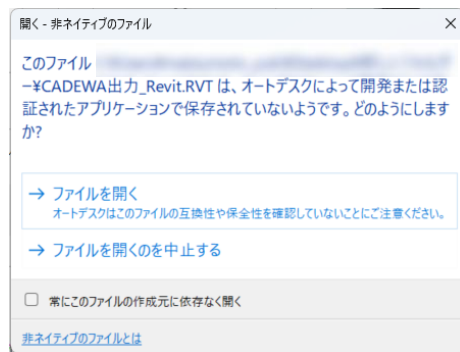 開く - 非ネイティブのファイル
このファイル
ー¥CADEWA出力_Revit.RVT は、オートデスクによって開発または認
証されたアプリケーションで保存されていないようです。どのようにします
か?
→ ファイルを開く
オートデスクはこのファイルの互換性や保全性を確認していないことにご注意ください。
→ ファイルを開くのを中止する
常にこのファイルの作成元に依存なく開く
非ネイティブのファイルとは